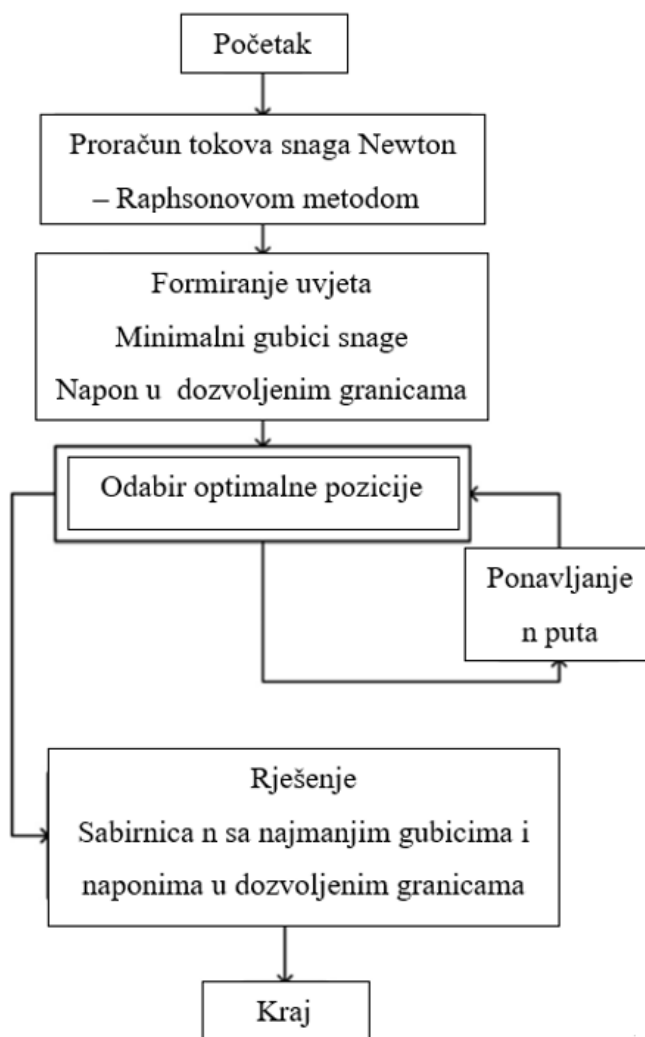 Početak
Proračun tokova snaga Newton
– Raphsonovom metodom
Formiranje uvjeta
Minimalni gubici snage
Napon u dozvoljenim granicama
Odabir optimalne pozicije
Ponavljanje
n puta
Rješenje
Sabirnica n sa najmanjim gubicima i
naponima u dozvoljenim granicama
Kraj